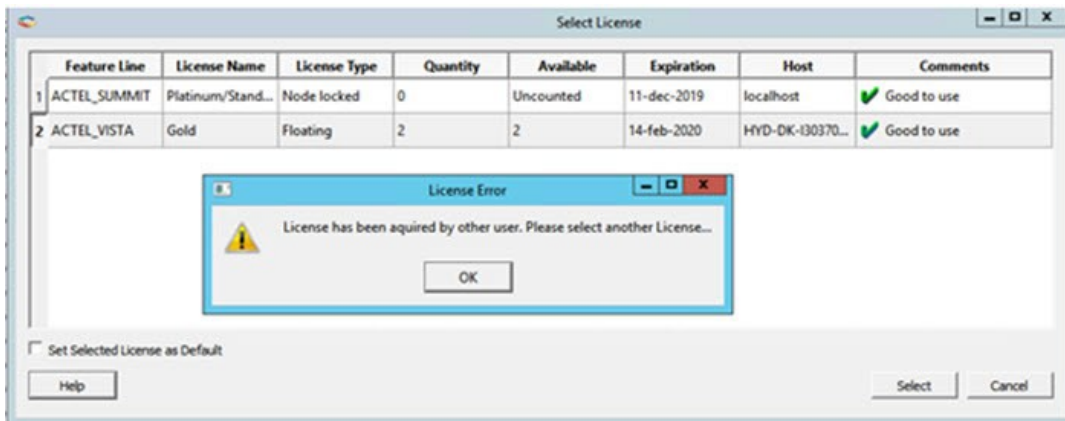 Select License
Feature Line License Name License Type Quantity Available Expiration Host Comments
1 ACTEL_SUMMIT Platinum/Stand... Node locked 0 Uncounted 11-dec-2019 localhost Good to use
2 ACTEL_VISTA Gold Floating 2 2 14-feb-2020 HYD-DK-I30370... Good to use
License Error
License has been aquired by other user. Please select another License...
OK
Set Selected License as Default
Help Select Cancel